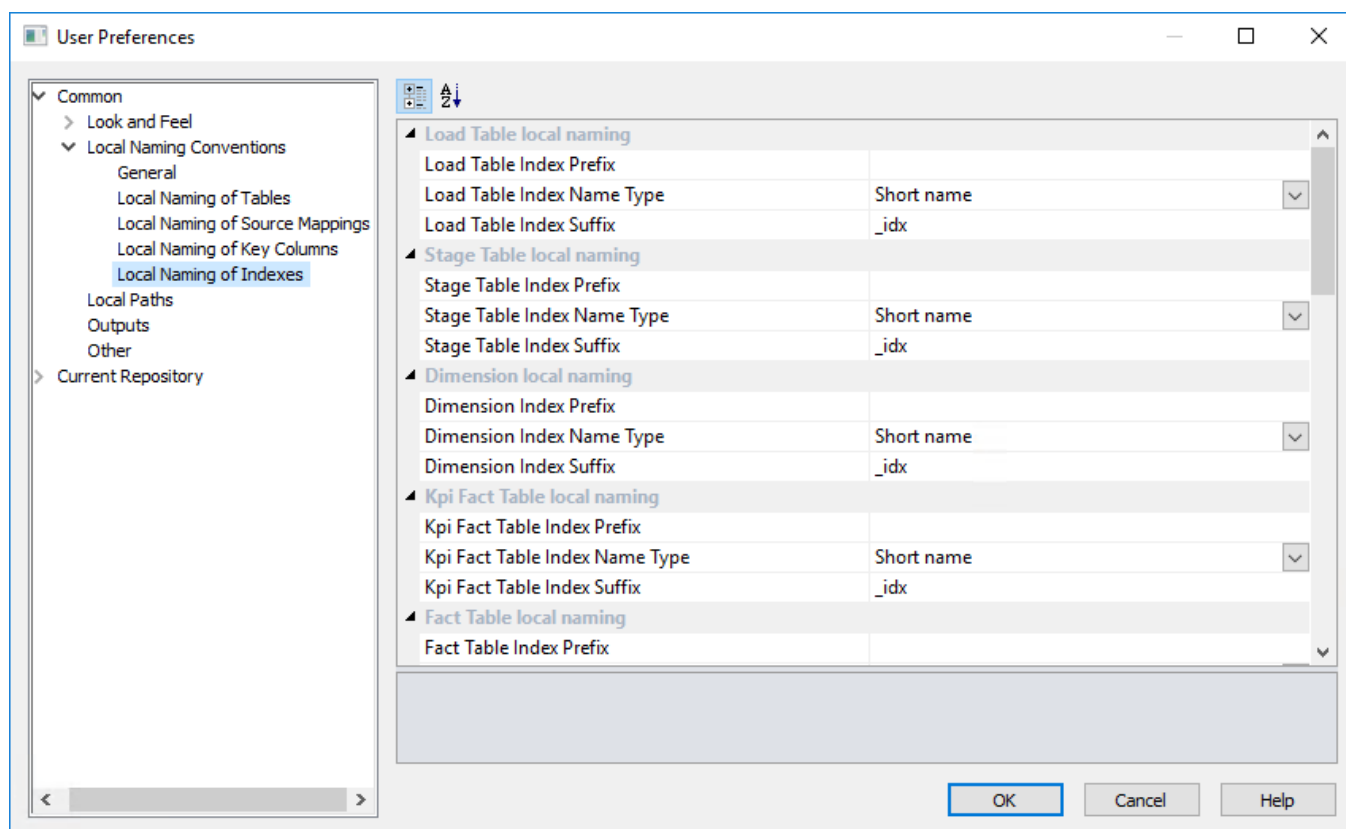 User Preferences
Common
Look and Feel
Local Naming Conventions
General
Local Naming of Tables
Local Naming of Source Mappings
Local Naming of Key Columns
Local Naming of Indexes
Local Paths
Outputs
Other
Current Repository
Load Table local naming
Load Table Index Prefix
Load Table Index Name Type Short name
Load Table Index Suffix _idx
Stage Table local naming
Stage Table Index Prefix
Stage Table Index Name Type Short name
Stage Table Index Suffix _idx
Dimension local naming
Dimension Index Prefix
Dimension Index Name Type Short name
Dimension Index Suffix _idx
Kpi Fact Table local naming
Kpi Fact Table Index Prefix
Kpi Fact Table Index Name Type Short name
Kpi Fact Table Index Suffix _idx
Fact Table local naming
Fact Table Index Prefix
OK Cancel Help